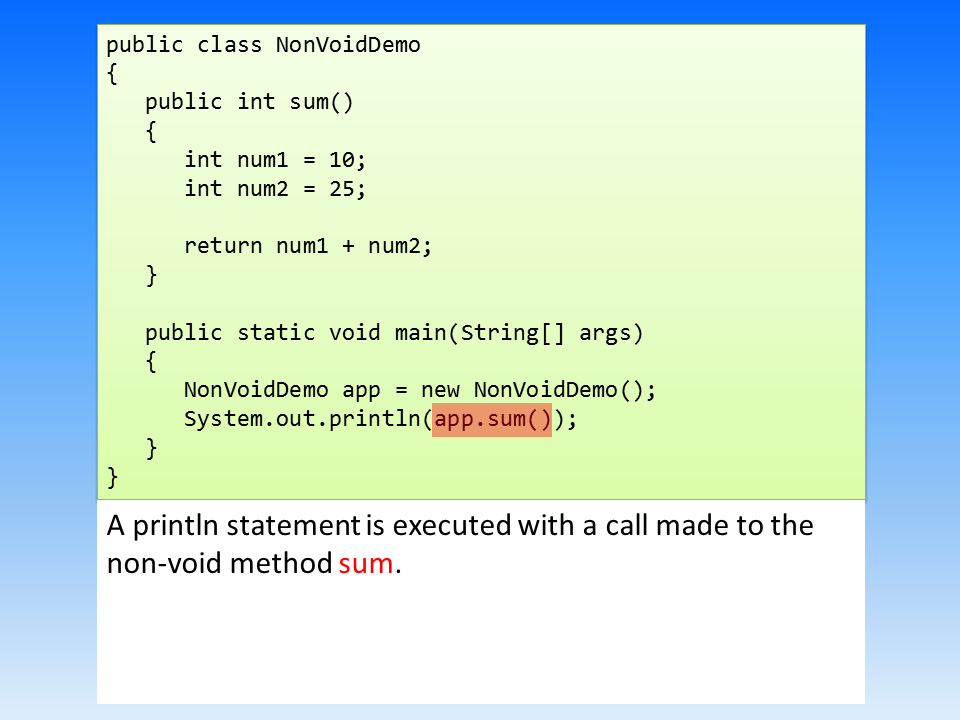 public class NonVoidDemo
{
   public int sum()
   {
      int num1 = 10;
      int num2 = 25;

      return num1 + num2;
   }

   public static void main(String[] args)
   {
      NonVoidDemo app = new NonVoidDemo();
      System.out.println(app.sum());
   }
}
A println statement is executed with a call made to the
non-void method sum.